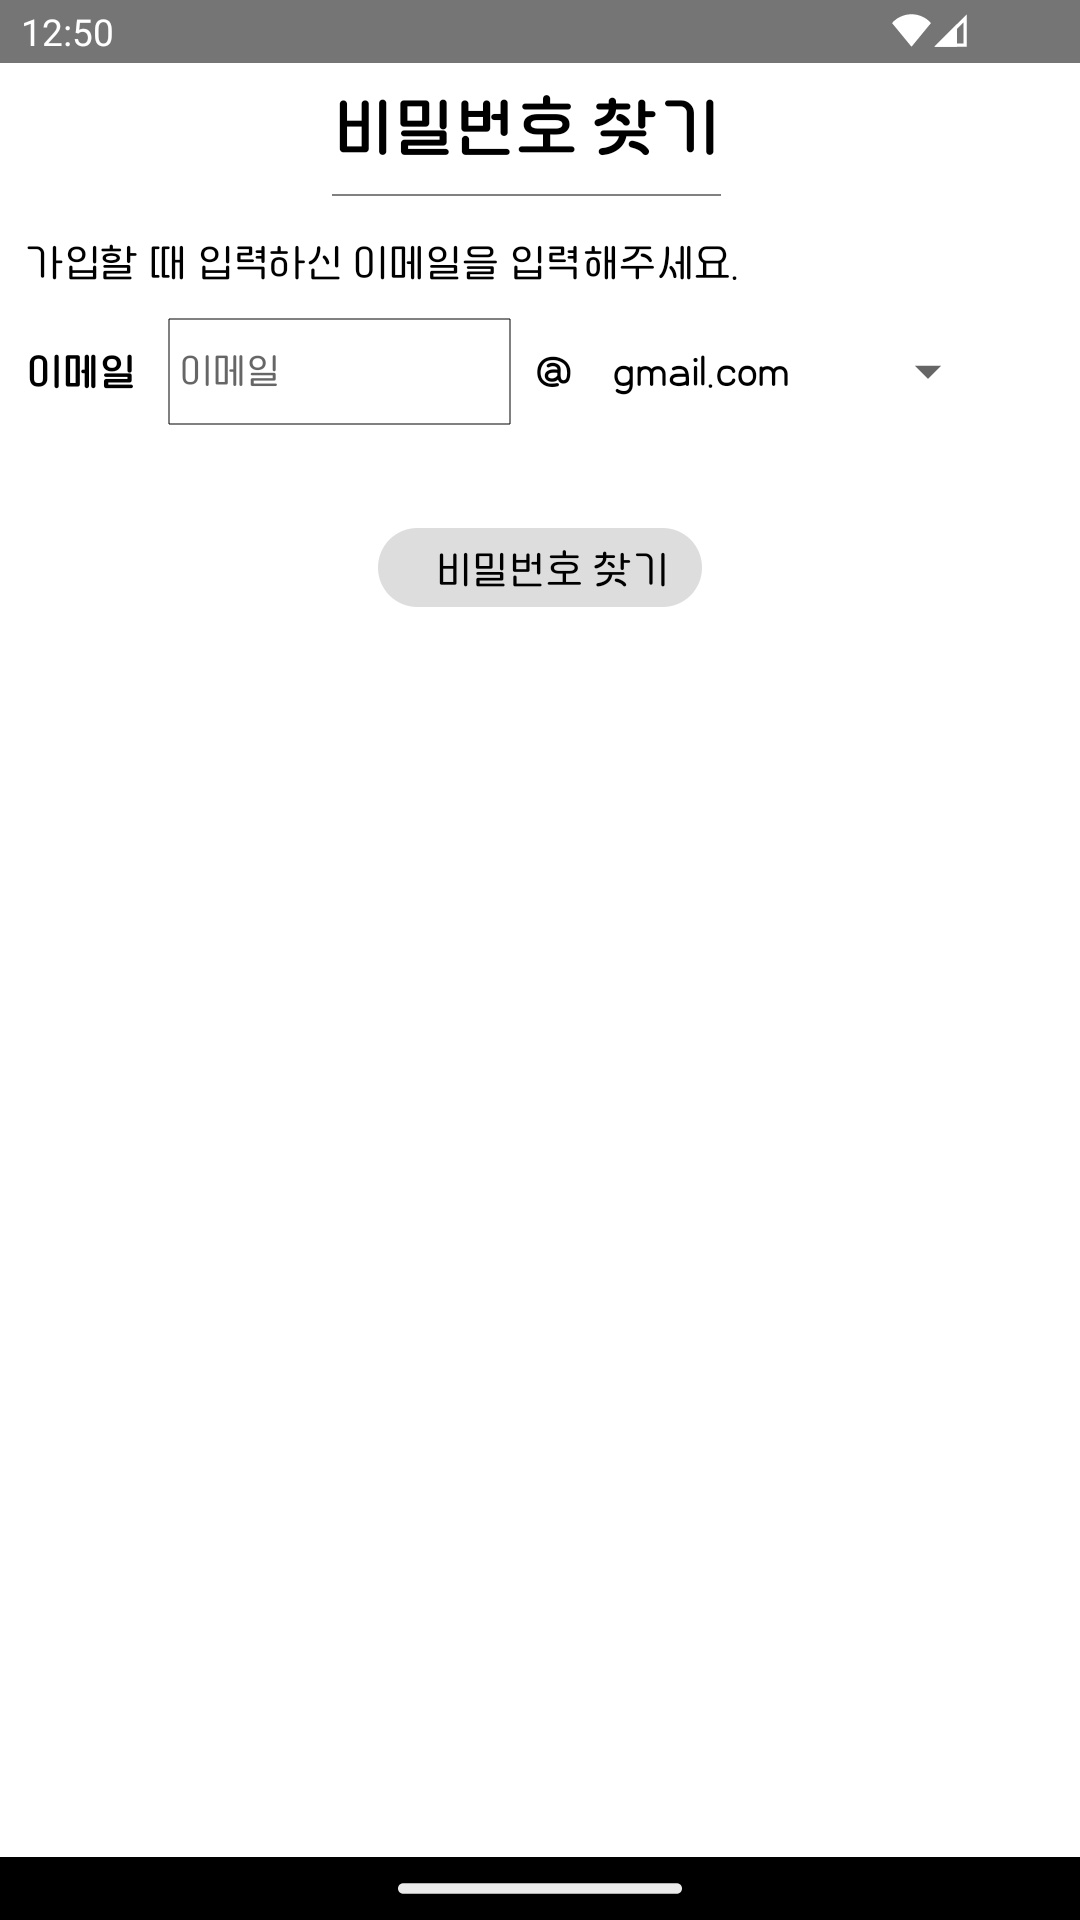 12:50
비밀번호 찾기
가입할 때 입력하신 이메일을 입력해주세요.
이메일 이메일 @ gmail.com
비밀번호 찾기